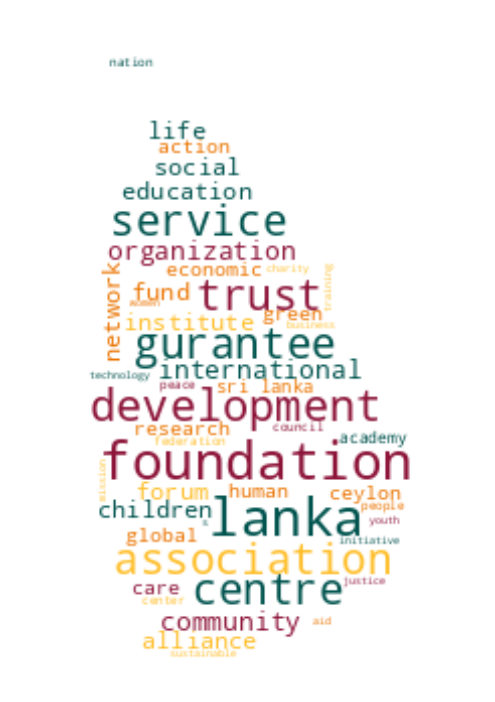 nation
life
action
social
education
service
organization
economic charity
network
fund trust training
women
institute green
business
gurantee
technology international
peace sri lanka
development
research council
federation academy
foundation
mission
forum human ceylon
children lanka people
s youth
global initiative
association
care centre justice
center
community aid
alliance
sustainable